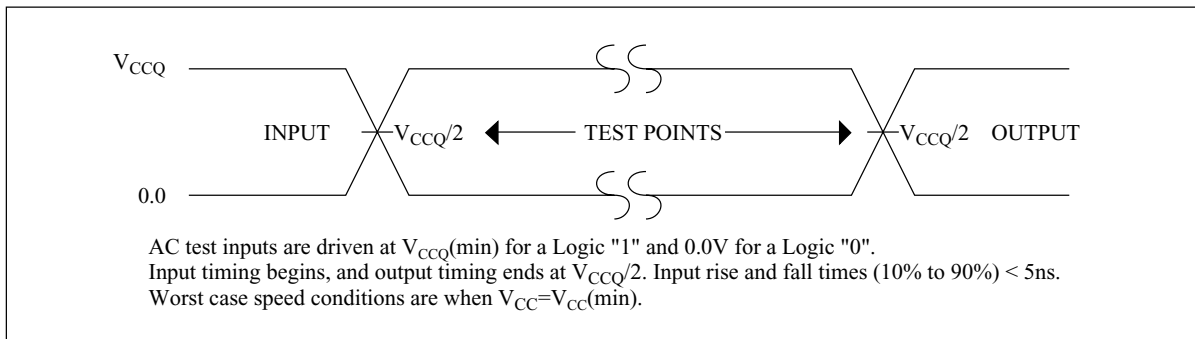 VCCQ
INPUT VCCQ/2 TEST POINTS VCCQ/2 OUTPUT
0.0
AC test inputs are driven at VCCQ(min) for a Logic "1" and 0.0V for a Logic "0".
Input timing begins, and output timing ends at VCCQ/2. Input rise and fall times (10% to 90%) < 5ns.
Worst case speed conditions are when VCC=VCC(min).